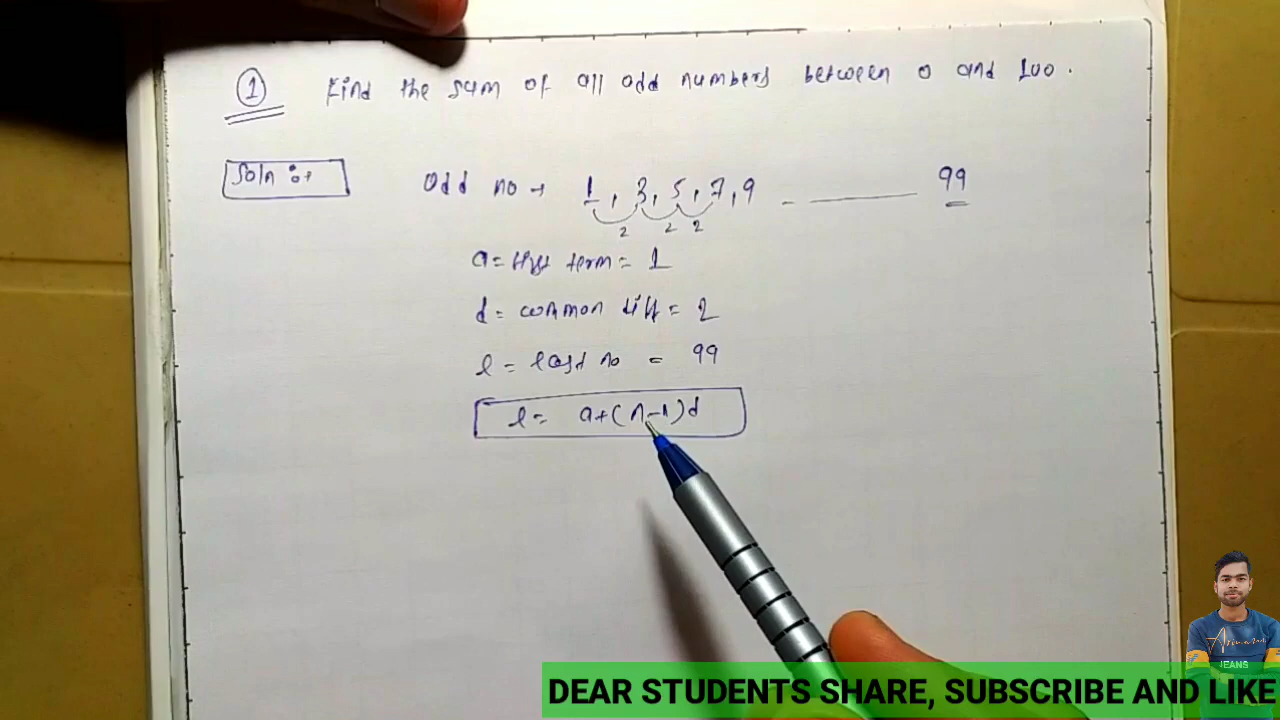 ① Find the sum of all odd numbers between 0 and 100.
Soln :→ Odd no → 1, 3, 5, 7, 9 - ——— 99
2 2 2
a = first term = 1
d = common diff = 2
l = last no = 99
l = a+(n-1)d
JEANS
DEAR STUDENTS SHARE, SUBSCRIBE AND LIKE